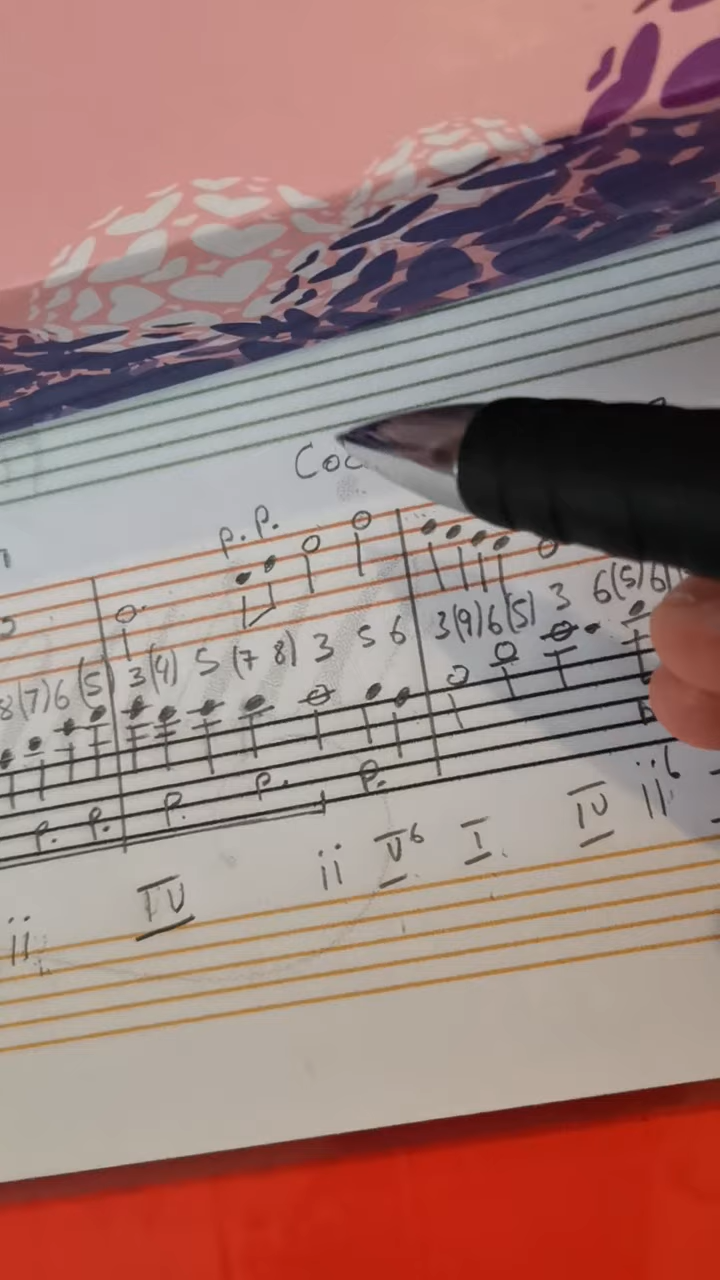 p. p.
8 (7) 6 (5) 3 (4) 5 (7 8) 3 5 6 3 (9) 6 (5) 3 6 (5) (6)
p. p. p. p. p.
ii IV ii V6 I IV ii6